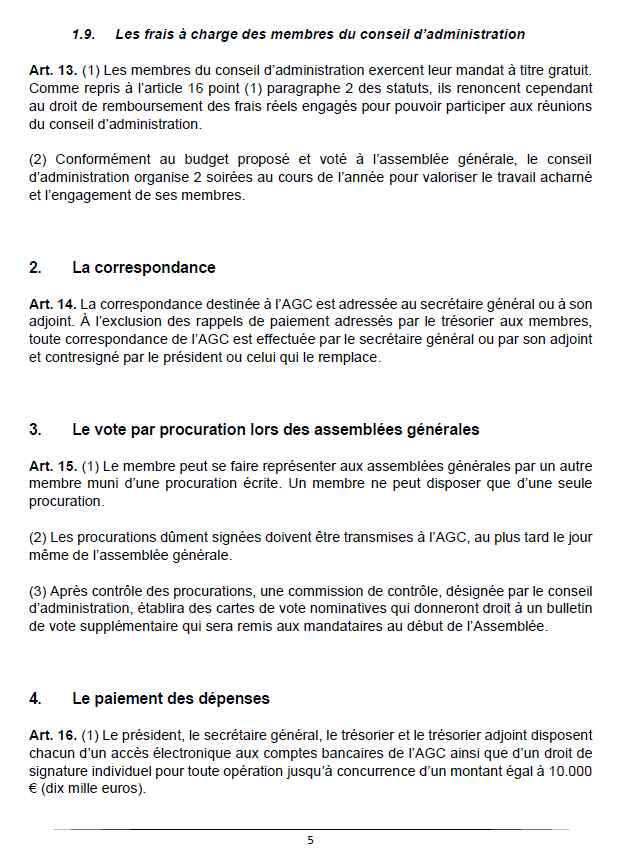 1.9. Les frais à charge des membres du conseil d’administration
Art. 13. (1) Les membres du conseil d’administration exercent leur mandat à titre gratuit.
Comme repris à l’article 16 point (1) paragraphe 2 des statuts, ils renoncent cependant
au droit de remboursement des frais réels engagés pour pouvoir participer aux réunions
du conseil d’administration.
(2) Conformément au budget proposé et voté à l’assemblée générale, le conseil
d’administration organise 2 soirées au cours de l’année pour valoriser le travail acharné
et l’engagement de ses membres.
2. La correspondance
Art. 14. La correspondance destinée à l’AGC est adressée au secrétaire général ou à son
adjoint. À l’exclusion des rappels de paiement adressés par le trésorier aux membres,
toute correspondance de l’AGC est effectuée par le secrétaire général ou par son adjoint
et contresigné par le président ou celui qui le remplace.
3. Le vote par procuration lors des assemblées générales
Art. 15. (1) Le membre peut se faire représenter aux assemblées générales par un autre
membre muni d’une procuration écrite. Un membre ne peut disposer que d’une seule
procuration.
(2) Les procurations dûment signées doivent être transmises à l’AGC, au plus tard le jour
même de l’assemblée générale.
(3) Après contrôle des procurations, une commission de contrôle, désignée par le conseil
d’administration, établira des cartes de vote nominatives qui donneront droit à un bulletin
de vote supplémentaire qui sera remis aux mandataires au début de l’Assemblée.
4. Le paiement des dépenses
Art. 16. (1) Le président, le secrétaire général, le trésorier et le trésorier adjoint disposent
chacun d’un accès électronique aux comptes bancaires de l’AGC ainsi que d’un droit de
signature individuel pour toute opération jusqu’à concurrence d’un montant égal à 10.000
€ (dix mille euros).
5